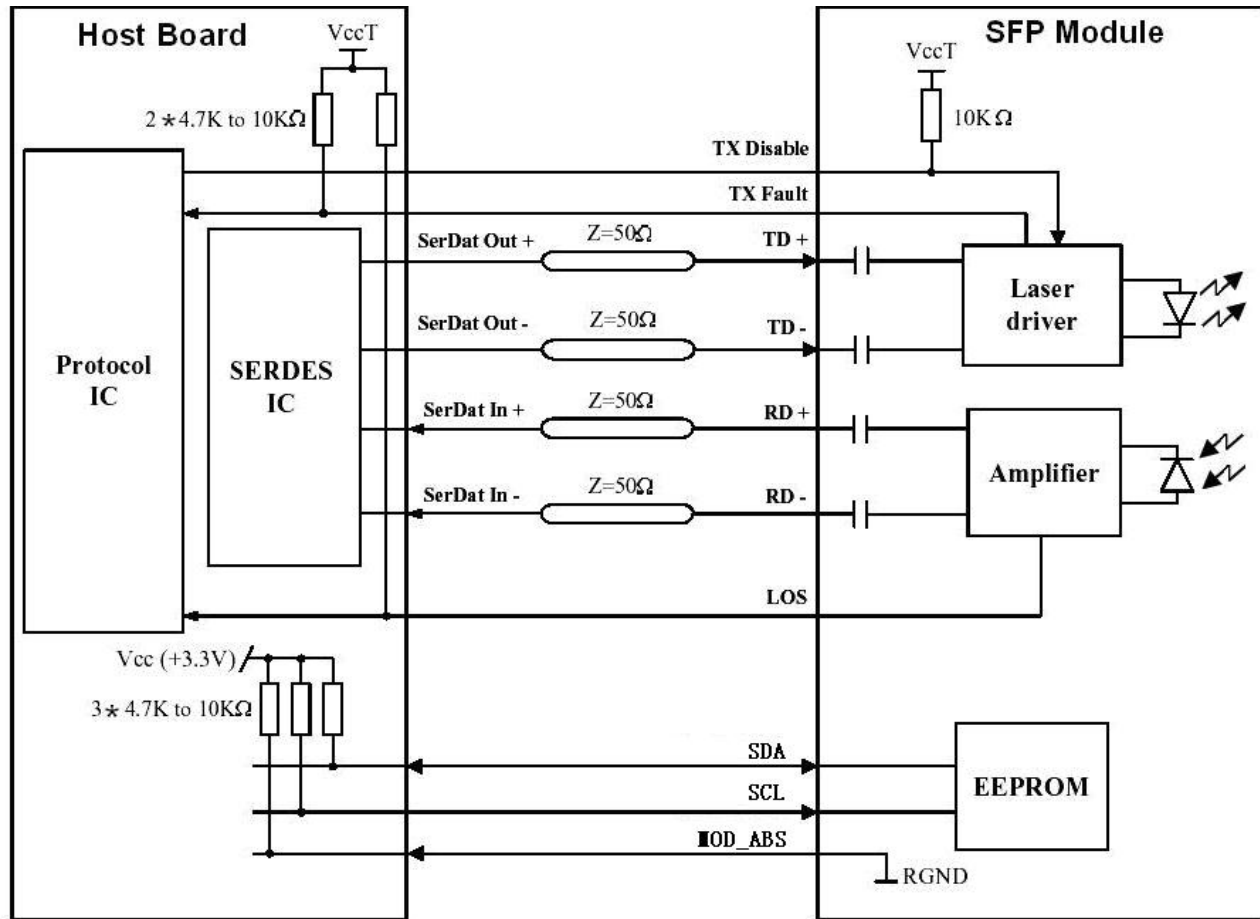 Host Board
SFP Module
VccT
VccT
2*4.7K to 10KΩ
10KΩ
TX Disable
TX Fault
SerDat Out +
Z=50Ω
TD +
Laser
driver
SerDat Out -
Z=50Ω
TD -
Protocol
IC
SERDES
IC
SerDat In +
Z=50Ω
RD +
Amplifier
SerDat In -
Z=50Ω
RD -
LOS
Vcc (+3.3V)
3*4.7K to 10KΩ
SDA
SCL
EEPROM
MOD_ABS
RGND